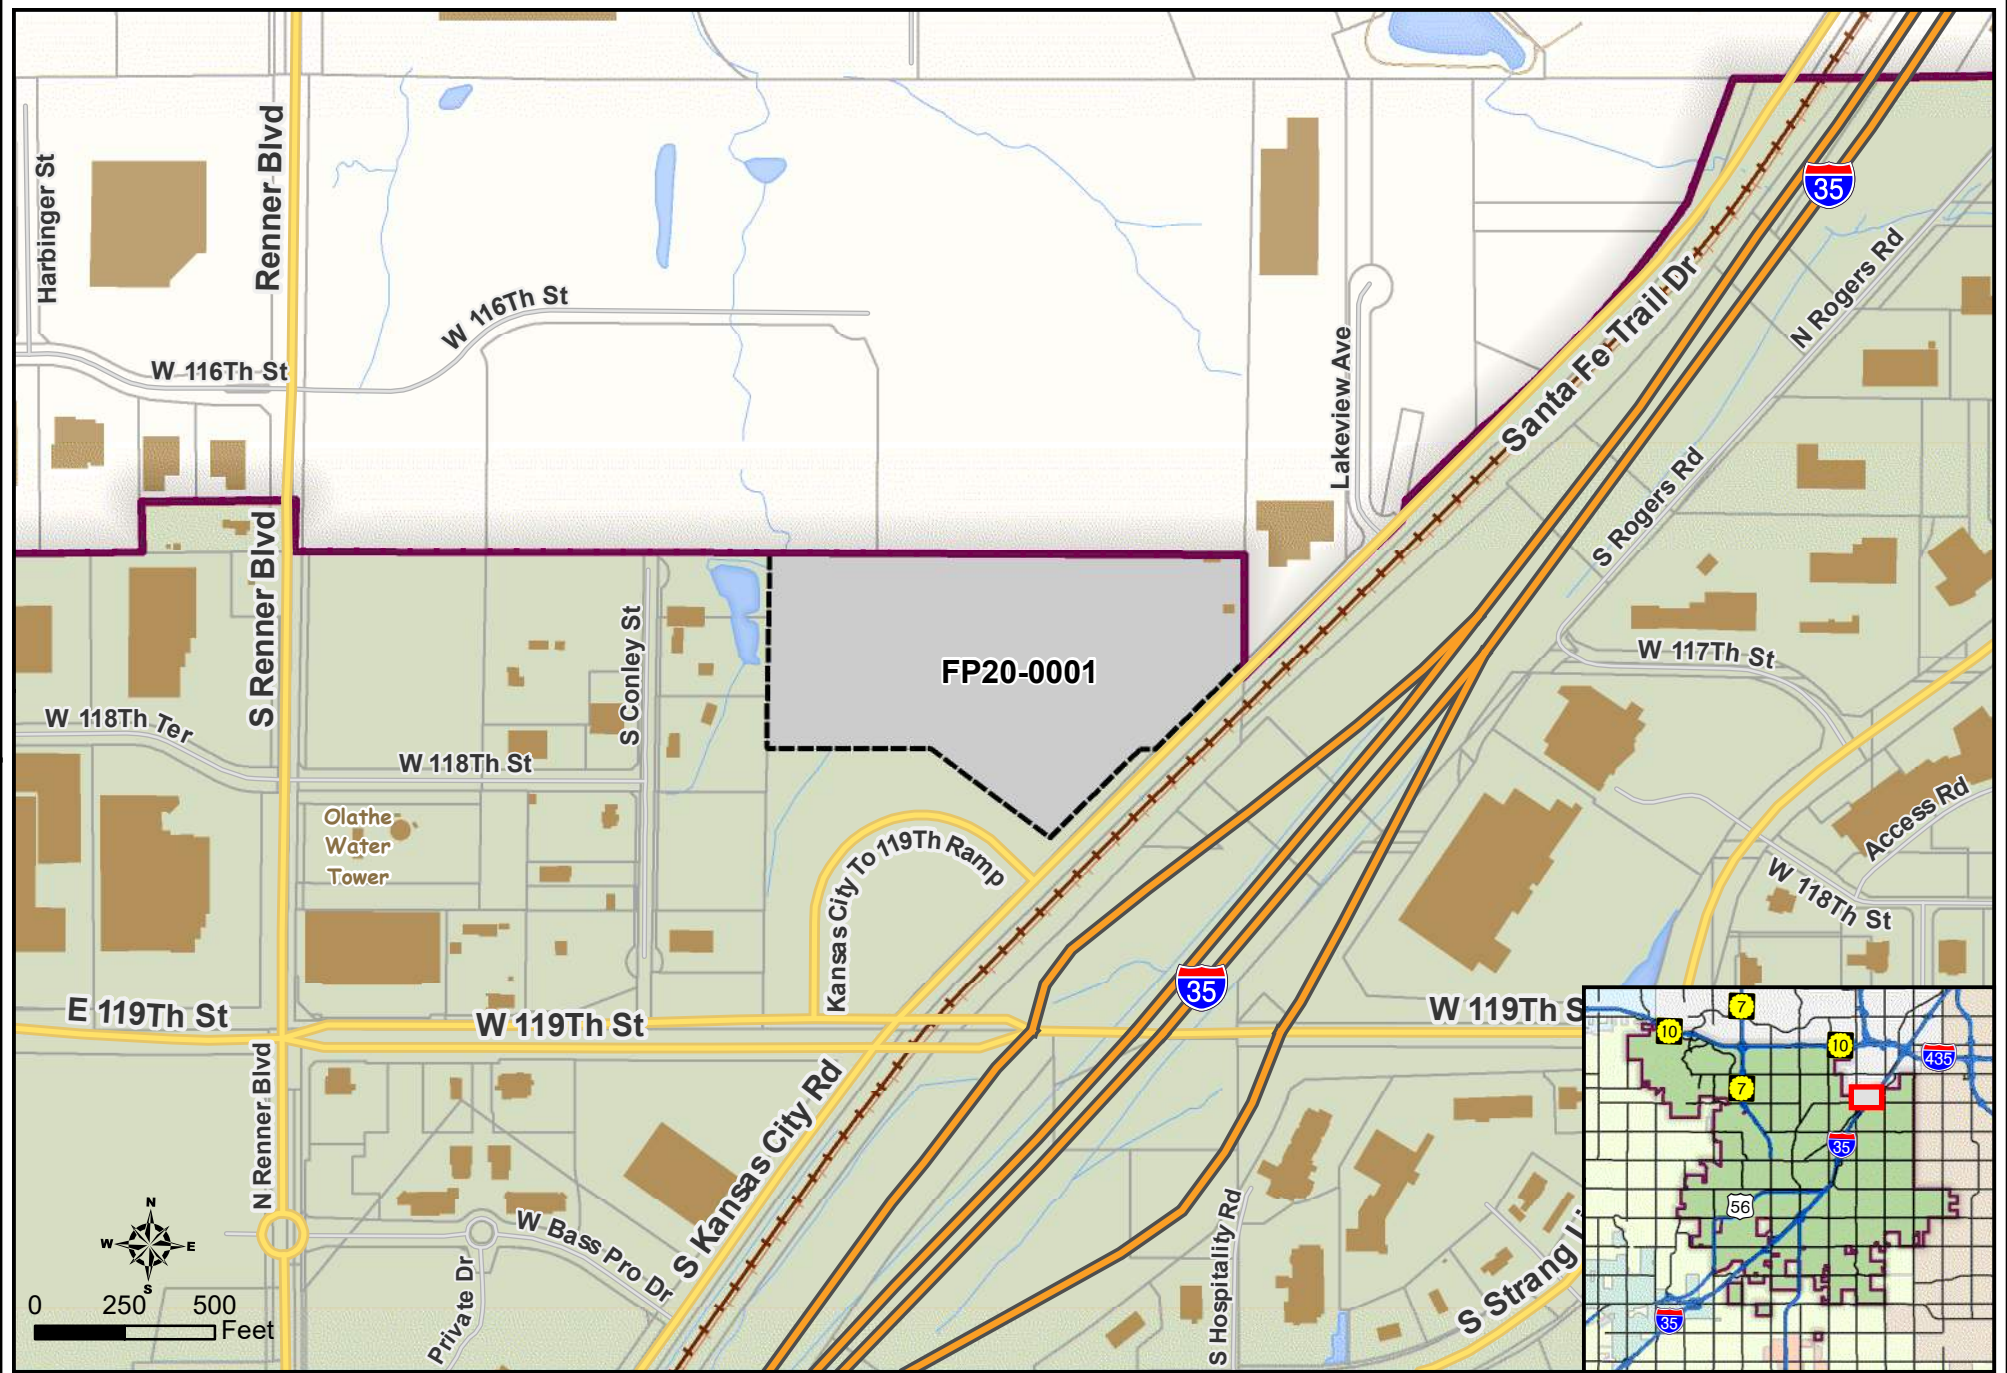 Harbinger St
Renner Blvd
35
W 116Th St
W 116Th St
Lakeview Ave
Santa Fe Trail Dr
N Rogers Rd
S Rogers Rd
S Renner Blvd
S Conley St
FP20-0001
W 117Th St
W 118Th Ter
W 118Th St
Olathe
Water
Tower
Kansas City To 119Th Ramp
Access Rd
W 118Th St
35
E 119Th St
W 119Th St
W 119Th S
N Renner Blvd
S Kansas City Rd
W Bass Pro Dr
Private Dr
S Hospitality Rd
S Strang Li
N
W E
S
0 250 500
Feet
7
10
10
435
7
35
56
35